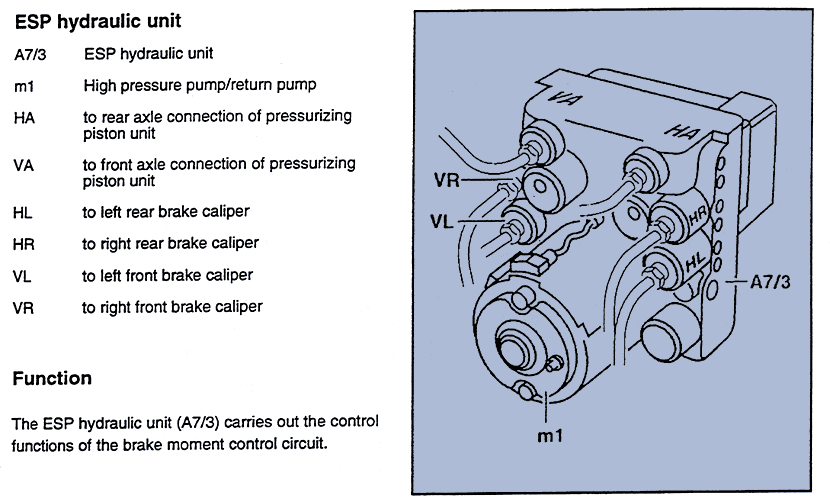 ESP hydraulic unit
A7/3 ESP hydraulic unit
m1 High pressure pump/return pump
HA to rear axle connection of pressurizing
piston unit
VA to front axle connection of pressurizing
piston unit
HL to left rear brake caliper
HR to right rear brake caliper
VL to left front brake caliper
VR to right front brake caliper
Function
The ESP hydraulic unit (A7/3) carries out the control
functions of the brake moment control circuit.
VA
HA
VR
VL
HR
HL
A7/3
m1